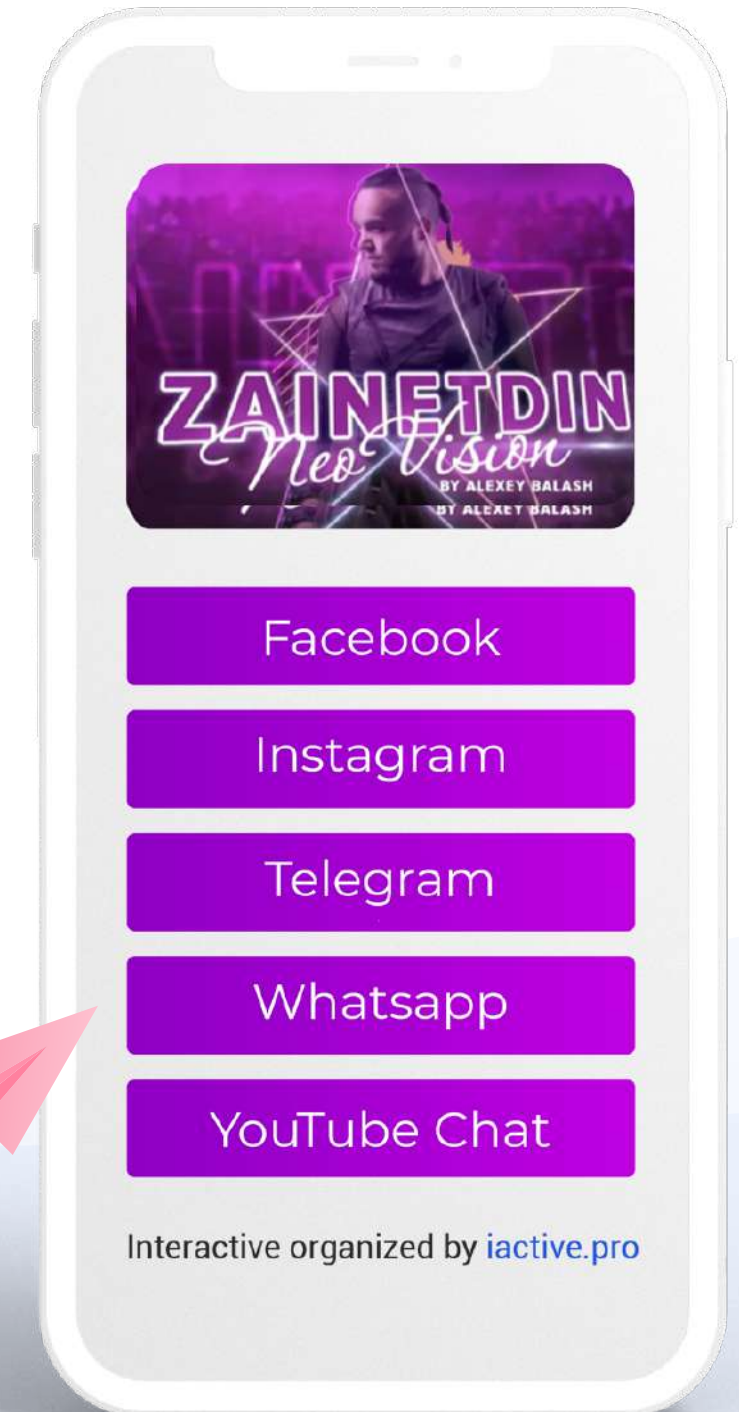 ZAINETDIN
Neo Vision
BY ALEXEY BALASH
BY ALEXEY BALASH
Facebook
Instagram
Telegram
Whatsapp
YouTube Chat
Interactive organized by iactive.pro